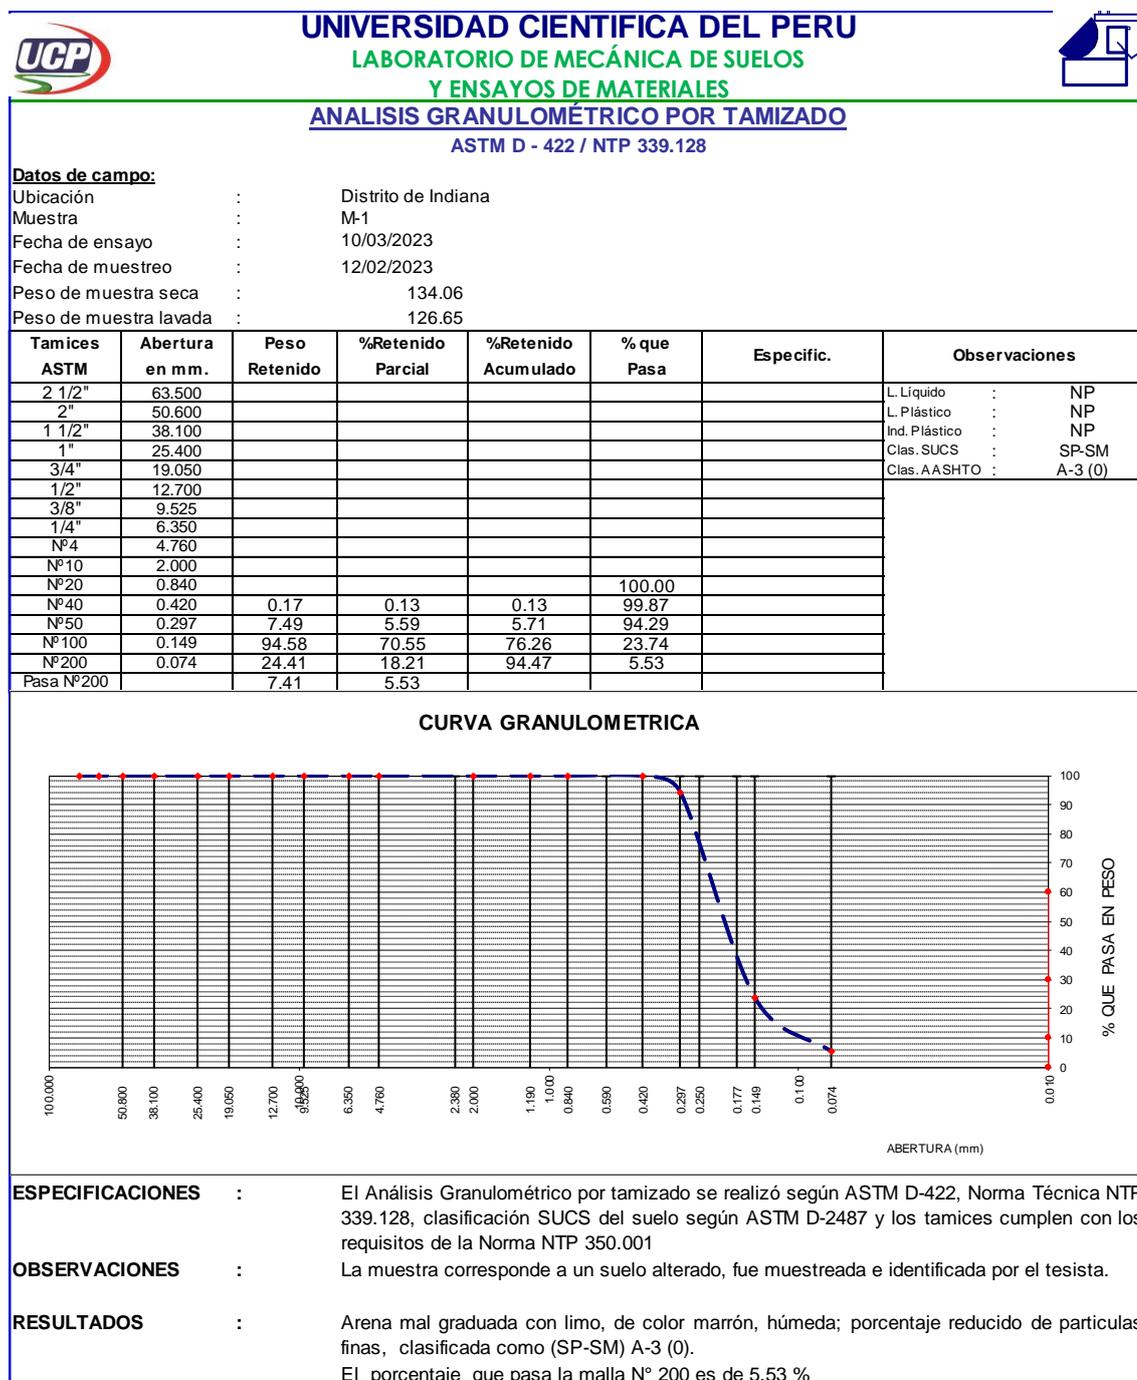 UCP
UNIVERSIDAD CIENTIFICA DEL PERU
LABORATORIO DE MECÁNICA DE SUELOS
Y ENSAYOS DE MATERIALES
ANALISIS GRANULOMÉTRICO POR TAMIZADO
ASTM D - 422 / NTP 339.128
Datos de campo:
Ubicación : Distrito de Indiana
Muestra : M-1
Fecha de ensayo : 10/03/2023
Fecha de muestreo : 12/02/2023
Peso de muestra seca : 134.06
Peso de muestra lavada : 126.65
Tamices Abertura Peso %Retenido %Retenido % que Especific. Observaciones
ASTM en mm. Retenido Parcial Acumulado Pasa
2 1/2" 63.500 L. Líquido : NP
2" 50.600 L. Plástico : NP
1 1/2" 38.100 Ind. Plástico : NP
1" 25.400 Clas. SUCS : SP-SM
3/4" 19.050 Clas. AASHTO : A-3 (0)
1/2" 12.700
3/8" 9.525
1/4" 6.350
Nº4 4.760
Nº10 2.000
Nº20 0.840 100.00
Nº40 0.420 0.17 0.13 0.13 99.87
Nº50 0.297 7.49 5.59 5.71 94.29
Nº100 0.149 94.58 70.55 76.26 23.74
Nº200 0.074 24.41 18.21 94.47 5.53
Pasa Nº200 7.41 5.53
CURVA GRANULOMETRICA
100
90
80
70
60
50
40
30
20
10
0
% QUE PASA EN PESO
100.000 50.800 38.100 25.400 19.050 12.700 10.000 9.525 6.350 4.760 2.380 2.000 1.190 1.000 0.840 0.590 0.420 0.297 0.250 0.177 0.149 0.100 0.074 0.010
ABERTURA (mm)
ESPECIFICACIONES : El Análisis Granulométrico por tamizado se realizó según ASTM D-422, Norma Técnica NTP
339.128, clasificación SUCS del suelo según ASTM D-2487 y los tamices cumplen con los
requisitos de la Norma NTP 350.001
OBSERVACIONES : La muestra corresponde a un suelo alterado, fue muestreada e identificada por el tesista.
RESULTADOS : Arena mal graduada con limo, de color marrón, húmeda; porcentaje reducido de particulas
finas, clasificada como (SP-SM) A-3 (0).
El porcentaje que pasa la malla N° 200 es de 5.53 %